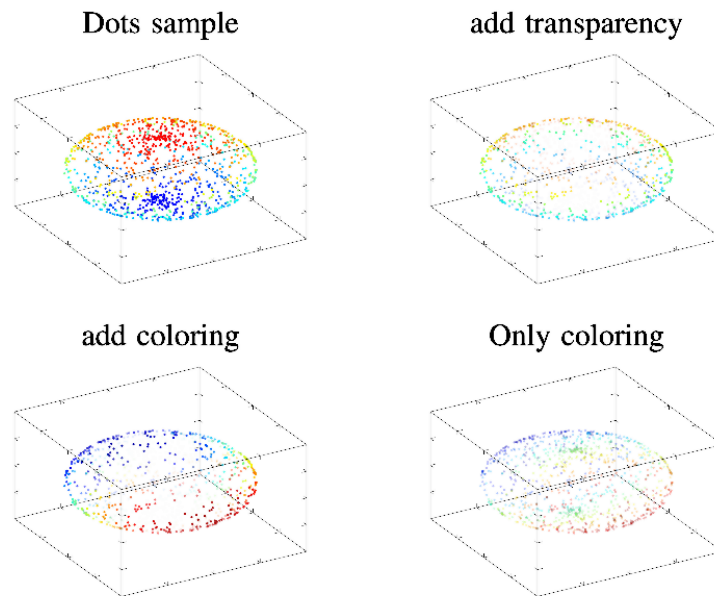 Dots sample
add transparency
add coloring
Only coloring